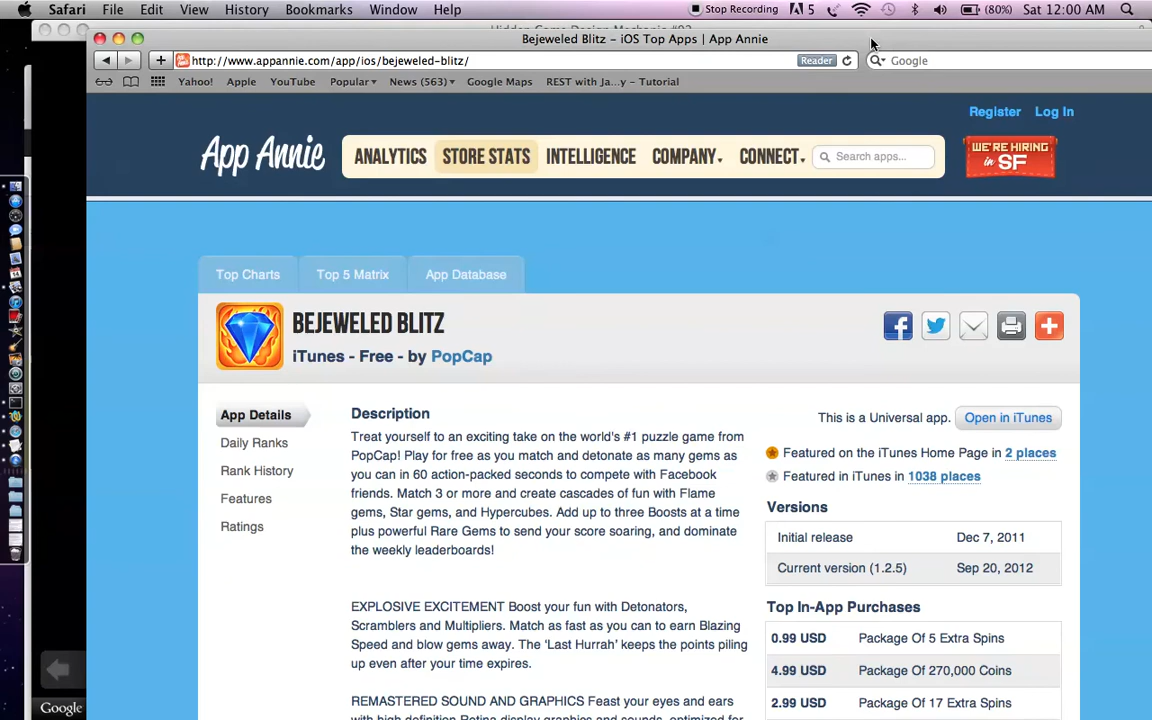 Safari File Edit View History Bookmarks Window Help Stop Recording 5 (80%) Sat 12:00 AM
Bejeweled Blitz – iOS Top Apps | App Annie
http://www.appannie.com/app/ios/bejeweled-blitz/ Reader Google
Yahoo! Apple YouTube Popular News (563) Google Maps REST with Ja...y – Tutorial
Register Log In
App Annie ANALYTICS STORE STATS INTELLIGENCE COMPANY CONNECT Search apps... WE'RE HIRING in SF
Top Charts Top 5 Matrix App Database
BEJEWELED BLITZ
iTunes - Free - by PopCap
App Details
Daily Ranks
Rank History
Features
Ratings
Description
Treat yourself to an exciting take on the world's #1 puzzle game from
PopCap! Play for free as you match and detonate as many gems as
you can in 60 action-packed seconds to compete with Facebook
friends. Match 3 or more and create cascades of fun with Flame
gems, Star gems, and Hypercubes. Add up to three Boosts at a time
plus powerful Rare Gems to send your score soaring, and dominate
the weekly leaderboards!
EXPLOSIVE EXCITEMENT Boost your fun with Detonators,
Scramblers and Multipliers. Match as fast as you can to earn Blazing
Speed and blow gems away. The 'Last Hurrah' keeps the points piling
up even after your time expires.
REMASTERED SOUND AND GRAPHICS Feast your eyes and ears
with high definition Retina display graphics and sounds, optimized for
This is a Universal app. Open in iTunes
Featured on the iTunes Home Page in 2 places
Featured in iTunes in 1038 places
Versions
Initial release Dec 7, 2011
Current version (1.2.5) Sep 20, 2012
Top In-App Purchases
0.99 USD Package Of 5 Extra Spins
4.99 USD Package Of 270,000 Coins
2.99 USD Package Of 17 Extra Spins
Google